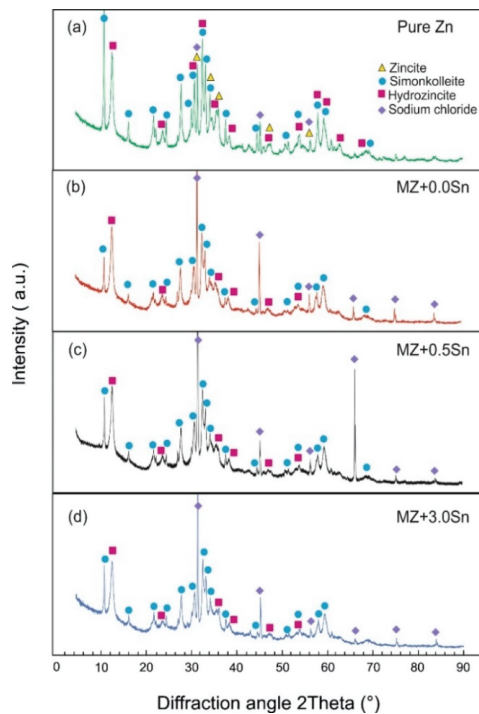 (a)
Pure Zn
Zincite
Simonkolleite
Hydrozincite
Sodium chloride
(b)
MZ+0.0Sn
(c)
MZ+0.5Sn
(d)
MZ+3.0Sn
Intensity ( a.u.)
0 10 20 30 40 50 60 70 80 90
Diffraction angle 2Theta (°)